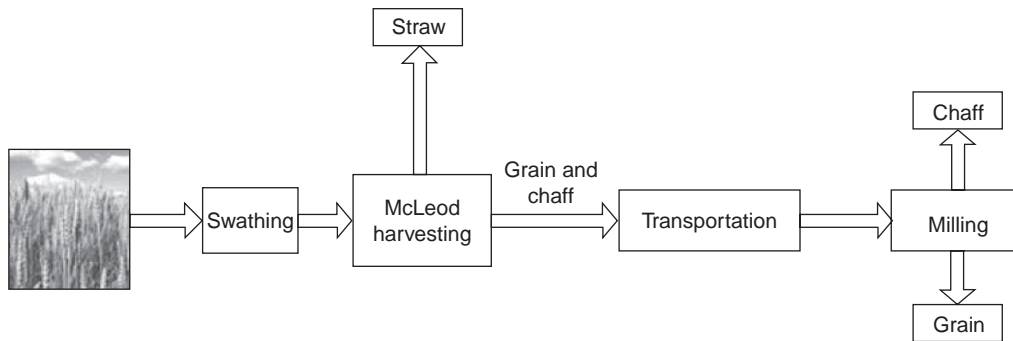 Straw
Chaff
Grain and
chaff
Swathing
McLeod
harvesting
Transportation
Milling
Grain